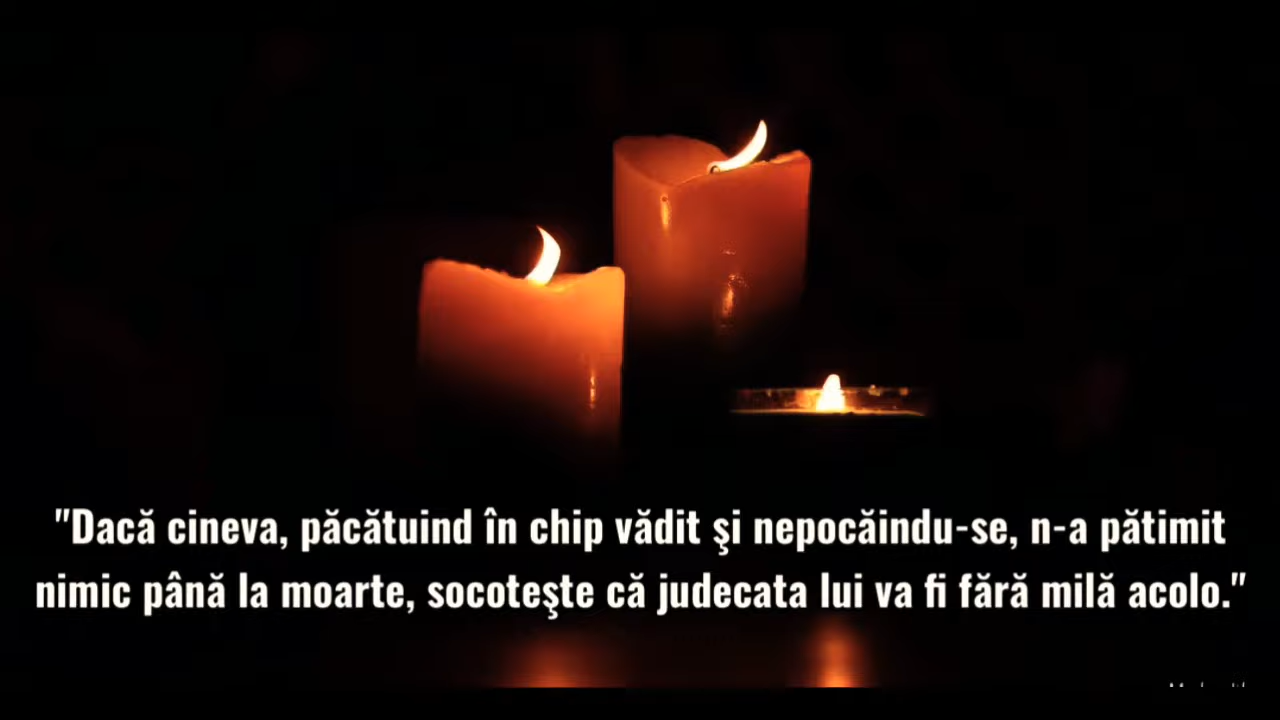 "Dacă cineva, păcătuind în chip vădit şi nepocăindu-se, n-a pătimit
nimic până la moarte, socoteşte că judecata lui va fi fără milă acolo."